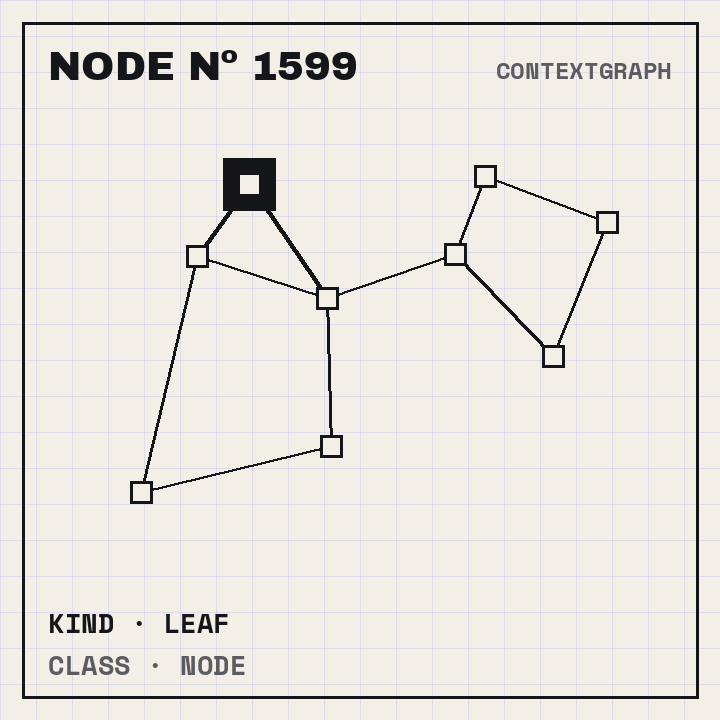 NODE Nº 1599
CONTEXTGRAPH
KIND · LEAF
CLASS · NODE